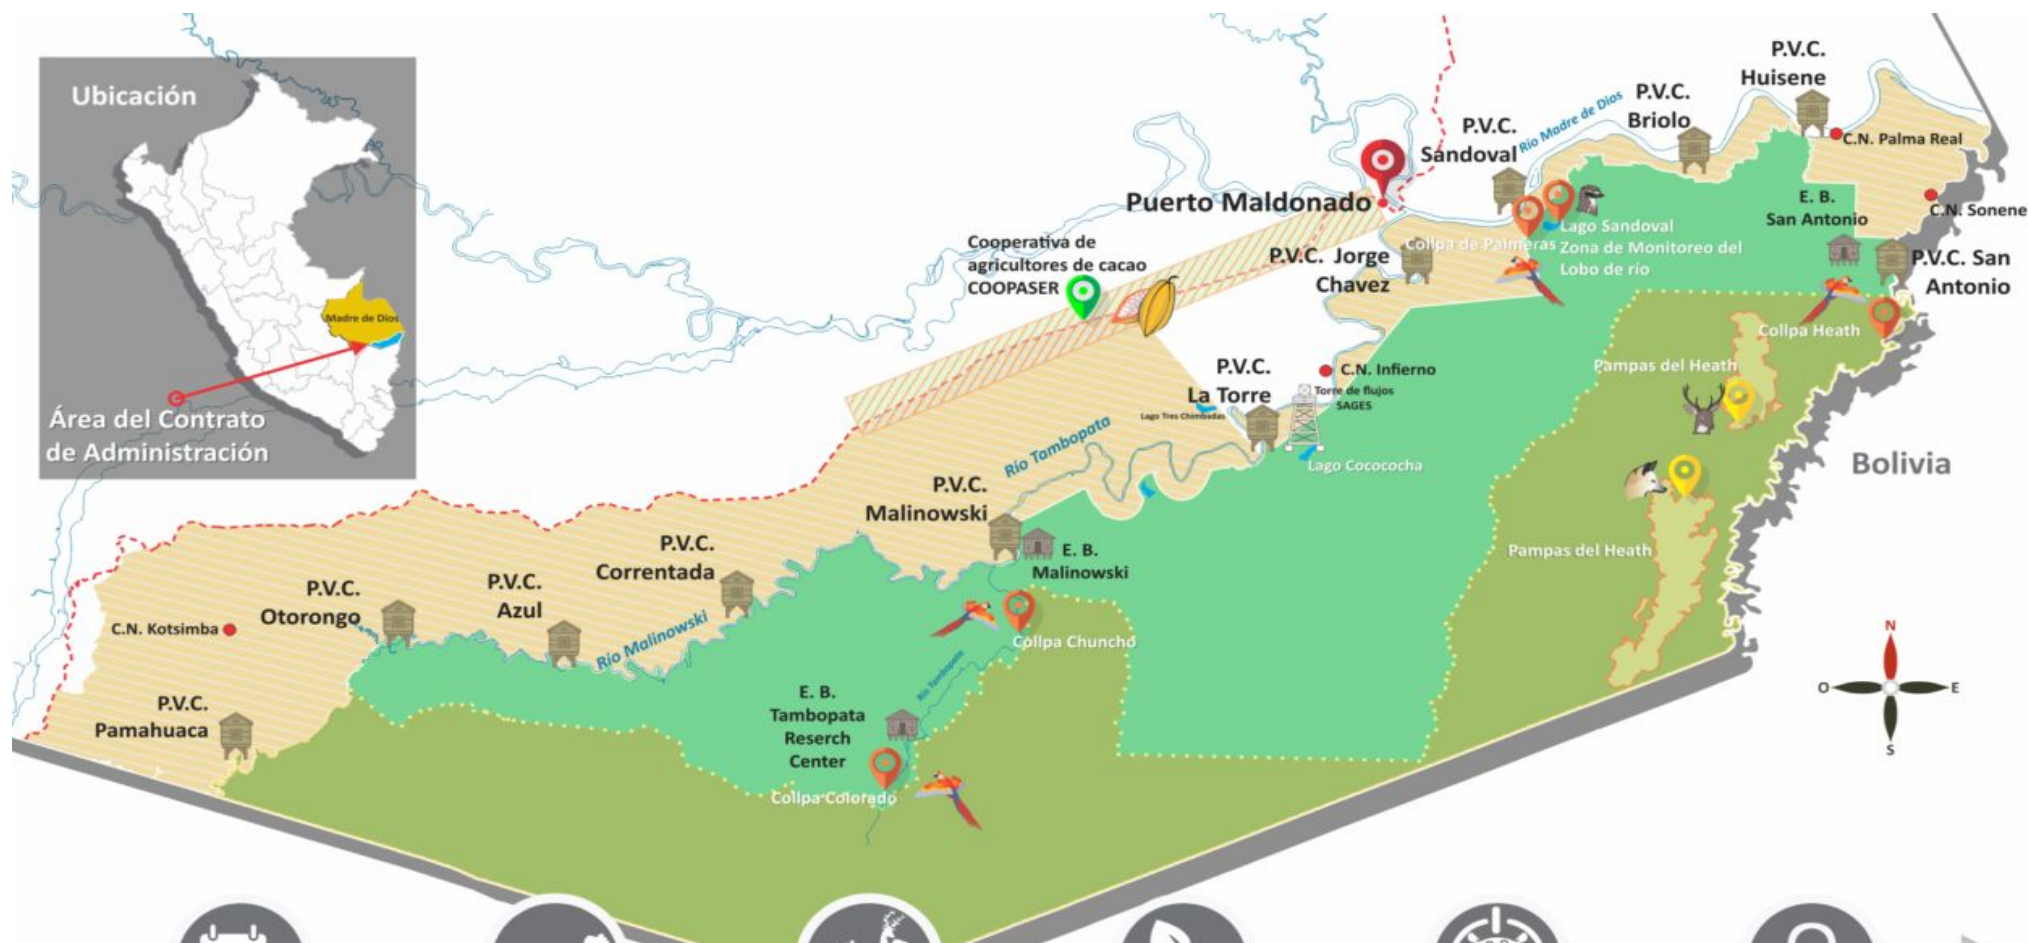 Ubicación
Madre de Dios
Área del Contrato
de Administración
P.V.C.
Huisene
P.V.C.
Briolo
P.V.C.
Sandoval
Río Madre de Dios
C.N. Palma Real
Puerto Maldonado
E. B.
San Antonio
C.N. Sonene
Cooperativa de
agricultores de cacao
COOPASER
P.V.C. Jorge
Chavez
Collpa de Palmeras
Lago Sandoval
Zona de Monitoreo del
Lobo de río
P.V.C. San
Antonio
Collpa Heath
Pampas del Heath
P.V.C.
La Torre
C.N. Infierno
Torre de flujos
SAGES
Lago Tres Chimbadas
Río Tambopata
Lago Cocococha
Bolivia
P.V.C.
Malinowski
E. B.
Malinowski
Pampas del Heath
P.V.C.
Correntada
P.V.C.
Azul
P.V.C.
Otorongo
C.N. Kotsimba
Río Malinowski
Collpa Chuncho
Río Tambopata
P.V.C.
Pamahuaca
E. B.
Tambopata
Reserch
Center
Collpa Colorado
N
O
E
S